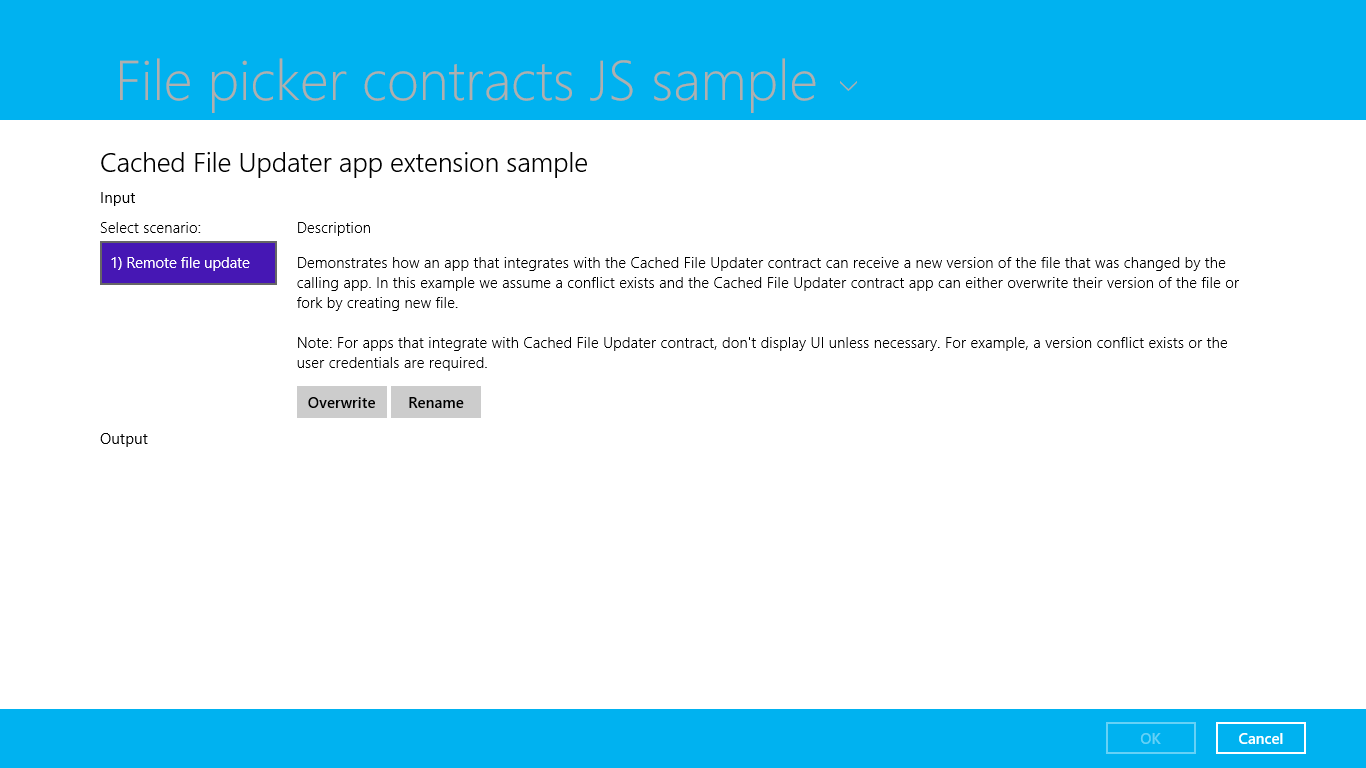 File picker contracts JS sample
Cached File Updater app extension sample
Input
Select scenario:
1) Remote file update
Description
Demonstrates how an app that integrates with the Cached File Updater contract can receive a new version of the file that was changed by the
calling app. In this example we assume a conflict exists and the Cached File Updater contract app can either overwrite their version of the file or
fork by creating new file.
Note: For apps that integrate with Cached File Updater contract, don't display UI unless necessary. For example, a version conflict exists or the
user credentials are required.
Overwrite Rename
Output
OK Cancel